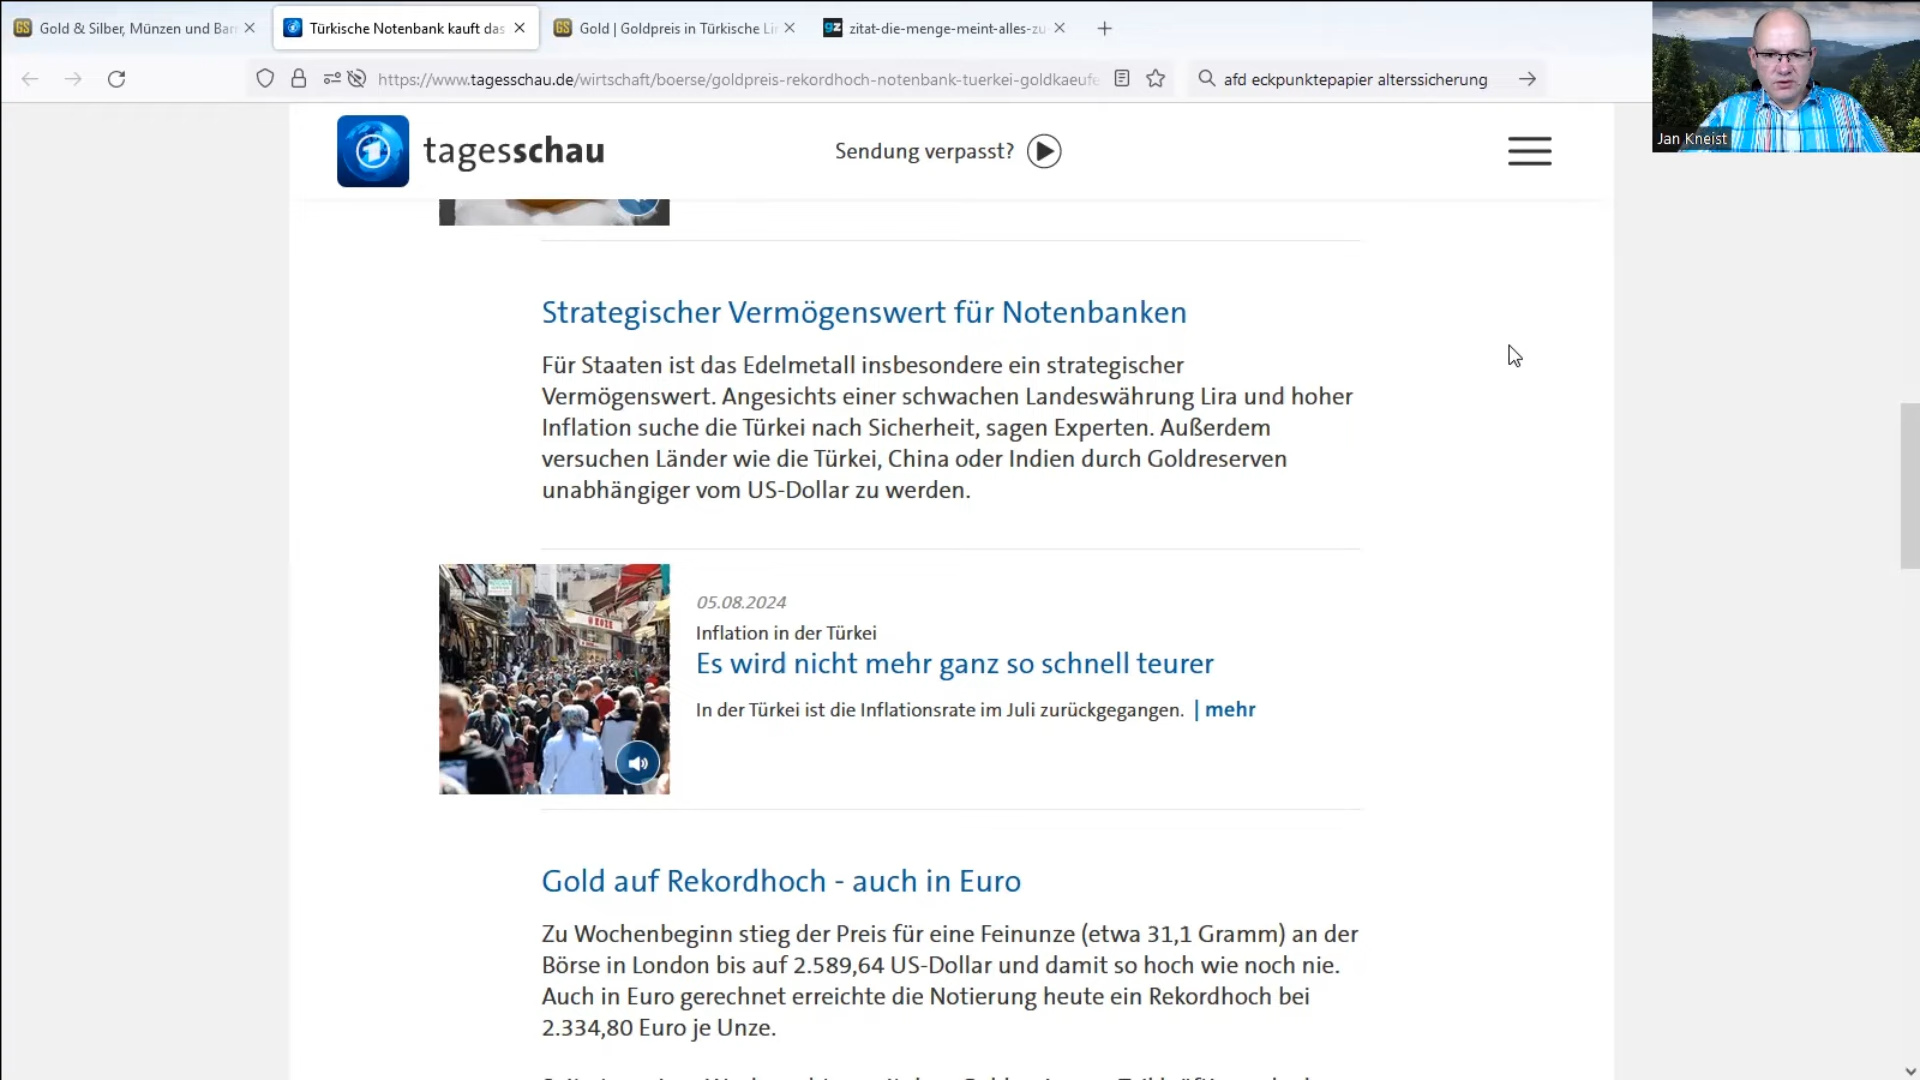 Gold & Silber, Münzen und Bar
Türkische Notenbank kauft das
Gold | Goldpreis in Türkische Lir
zitat-die-menge-meint-alles-zu-
https://www.tagesschau.de/wirtschaft/boerse/goldpreis-rekordhoch-notenbank-tuerkei-goldkaeufe
afd eckpunktepapier alterssicherung
Jan Kneist
tagesschau
Sendung verpasst?
Strategischer Vermögenswert für Notenbanken
Für Staaten ist das Edelmetall insbesondere ein strategischer
Vermögenswert. Angesichts einer schwachen Landeswährung Lira und hoher
Inflation suche die Türkei nach Sicherheit, sagen Experten. Außerdem
versuchen Länder wie die Türkei, China oder Indien durch Goldreserven
unabhängiger vom US-Dollar zu werden.
05.08.2024
Inflation in der Türkei
Es wird nicht mehr ganz so schnell teurer
In der Türkei ist die Inflationsrate im Juli zurückgegangen. | mehr
Gold auf Rekordhoch - auch in Euro
Zu Wochenbeginn stieg der Preis für eine Feinunze (etwa 31,1 Gramm) an der
Börse in London bis auf 2.589,64 US-Dollar und damit so hoch wie noch nie.
Auch in Euro gerechnet erreichte die Notierung heute ein Rekordhoch bei
2.334,80 Euro je Unze.